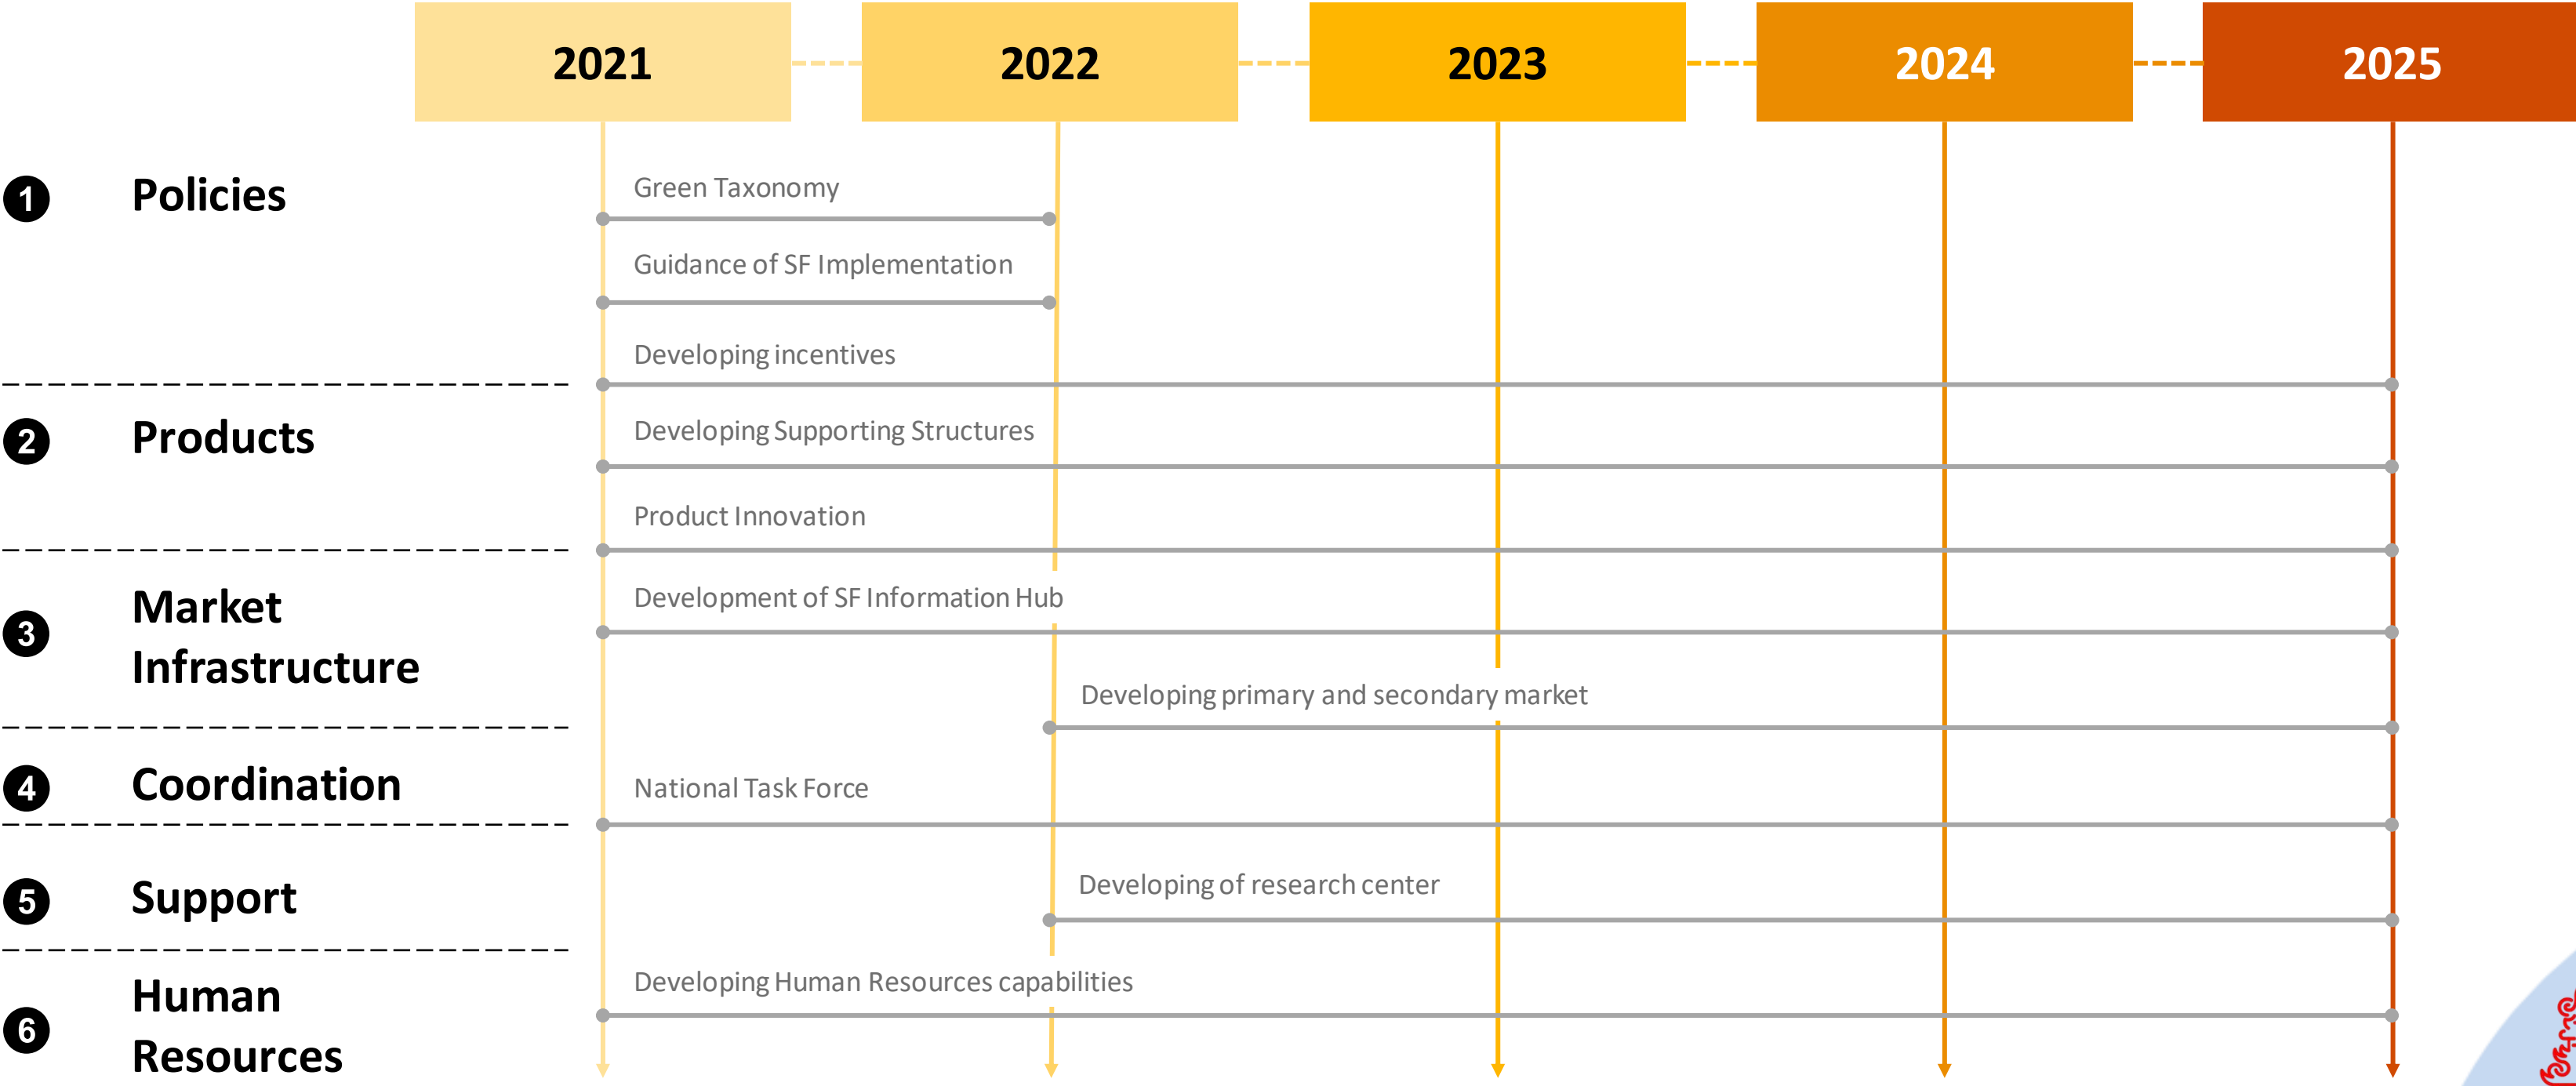 2021 2022 2023 2024 2025
1 Policies
Green Taxonomy
Guidance of SF Implementation
Developing incentives
2 Products
Developing Supporting Structures
Product Innovation
3 Market
Infrastructure
Development of SF Information Hub
Developing primary and secondary market
4 Coordination
National Task Force
5 Support
Developing of research center
6 Human
Resources
Developing Human Resources capabilities